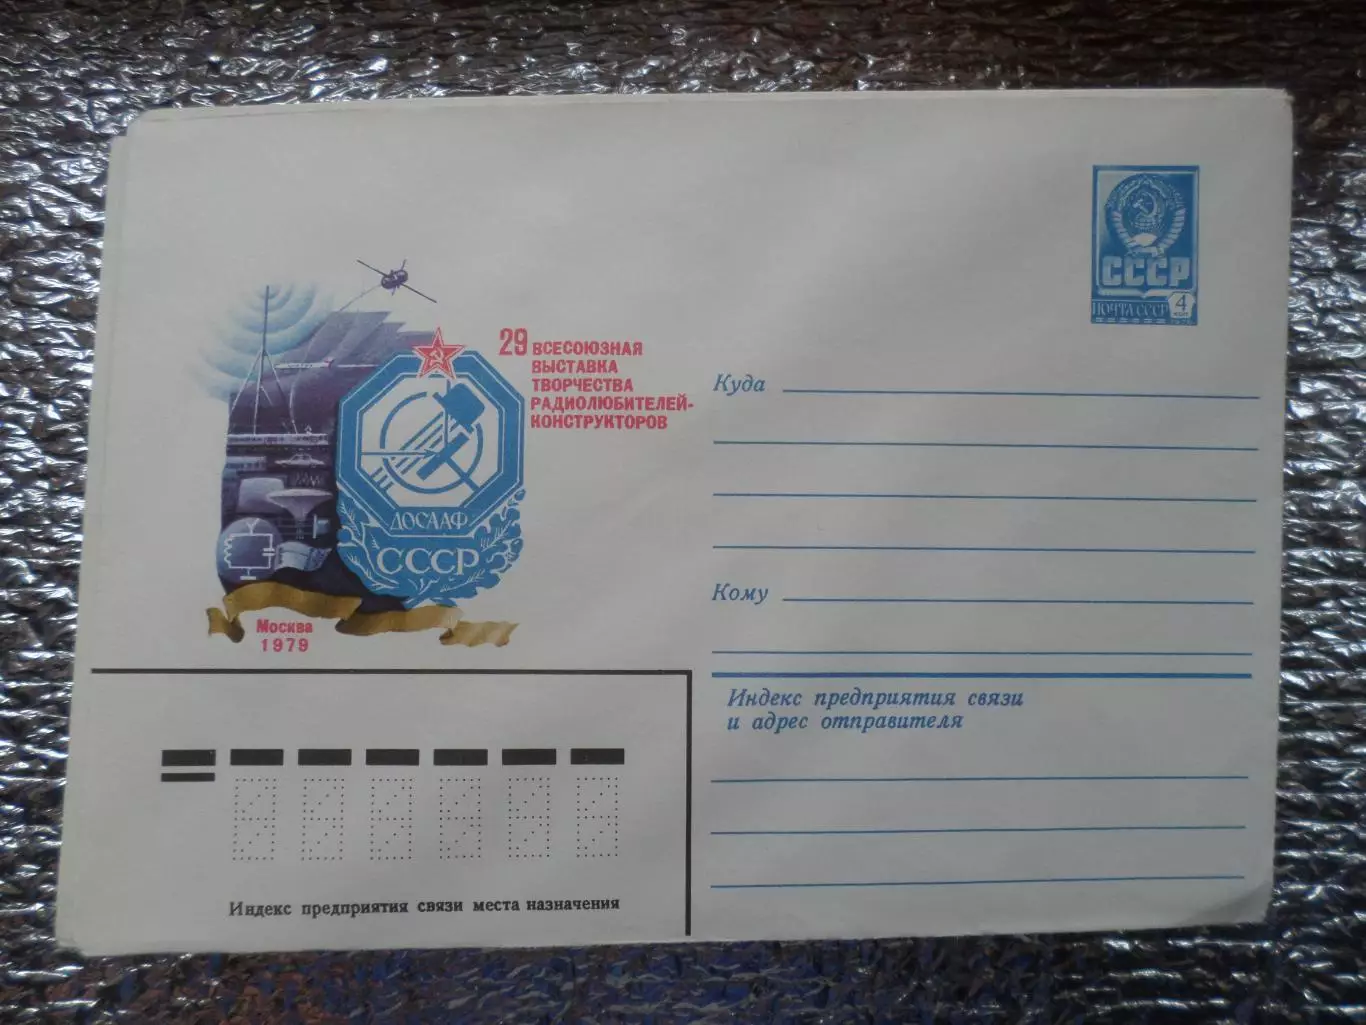 СССР
ПОЧТА СССР 4
КОП
29 ВСЕСОЮЗНАЯ
ВЫСТАВКА
ТВОРЧЕСТВА
РАДИОЛЮБИТЕЛЕЙ-
КОНСТРУКТОРОВ
ДОСААФ
СССР
Москва
1979
Куда
Кому
Индекс предприятия связи
и адрес отправителя
Индекс предприятия связи места назначения